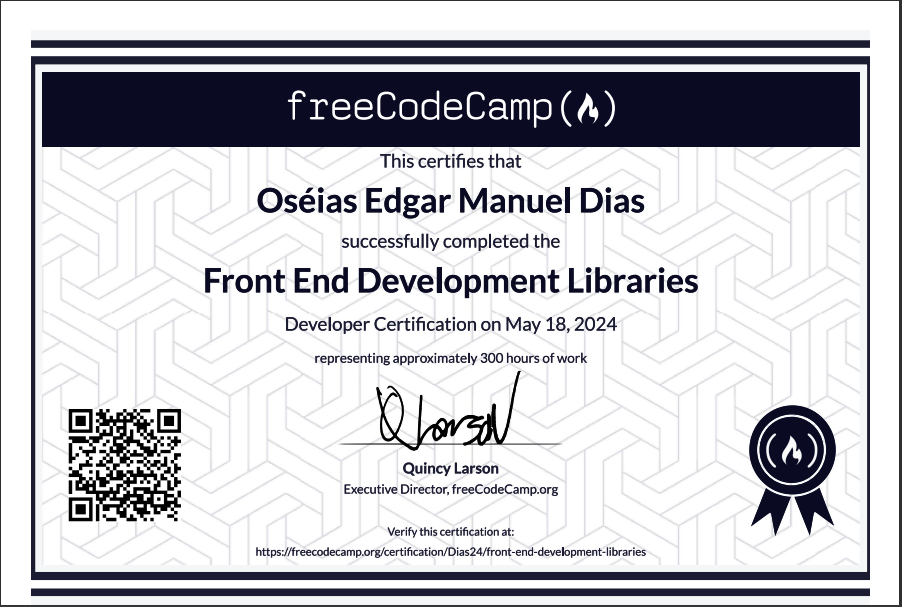 freeCodeCamp(🔥)
This certifies that
Oséias Edgar Manuel Dias
successfully completed the
Front End Development Libraries
Developer Certification on May 18, 2024
representing approximately 300 hours of work
Quincy Larson
Executive Director, freeCodeCamp.org
Verify this certification at:
https://freecodecamp.org/certification/Dias24/front-end-development-libraries